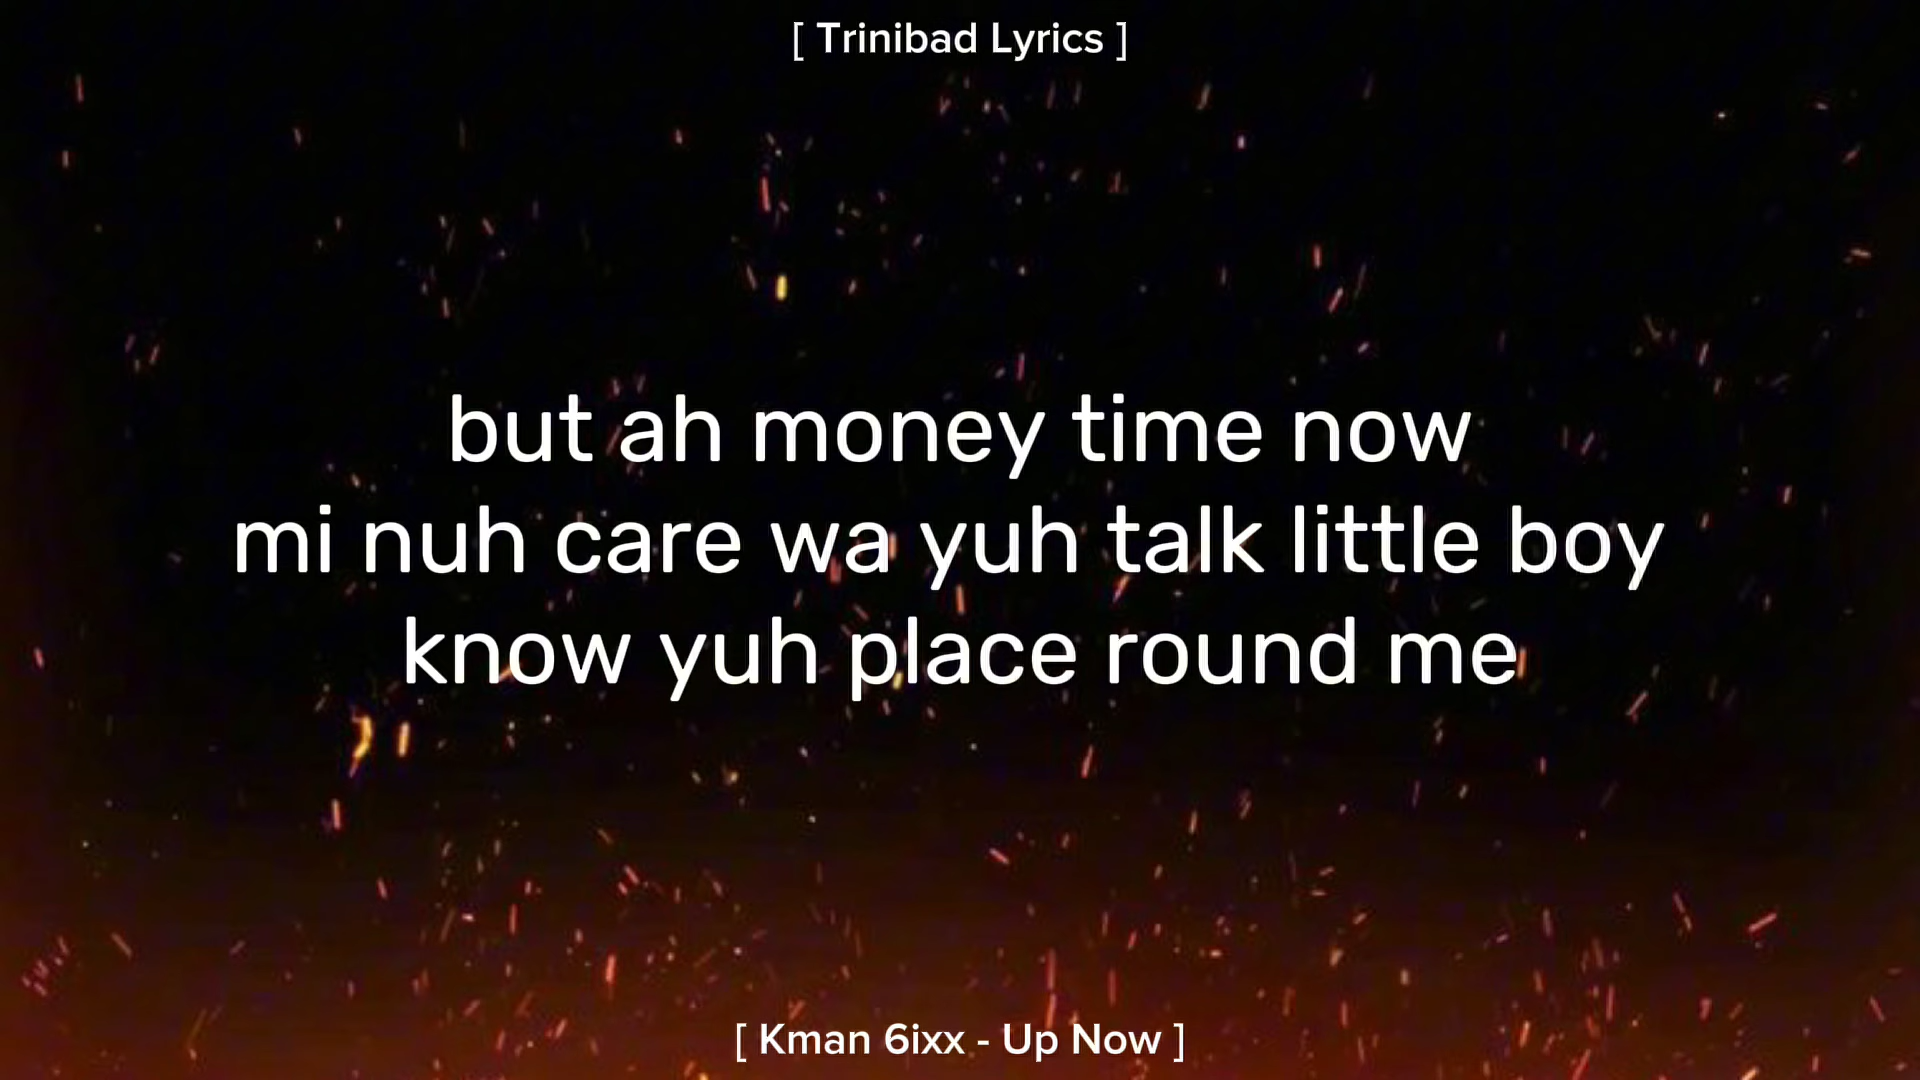 [ Trinibad Lyrics ]
but ah money time now
mi nuh care wa yuh talk little boy
know yuh place round me
[ Kman 6ixx - Up Now ]